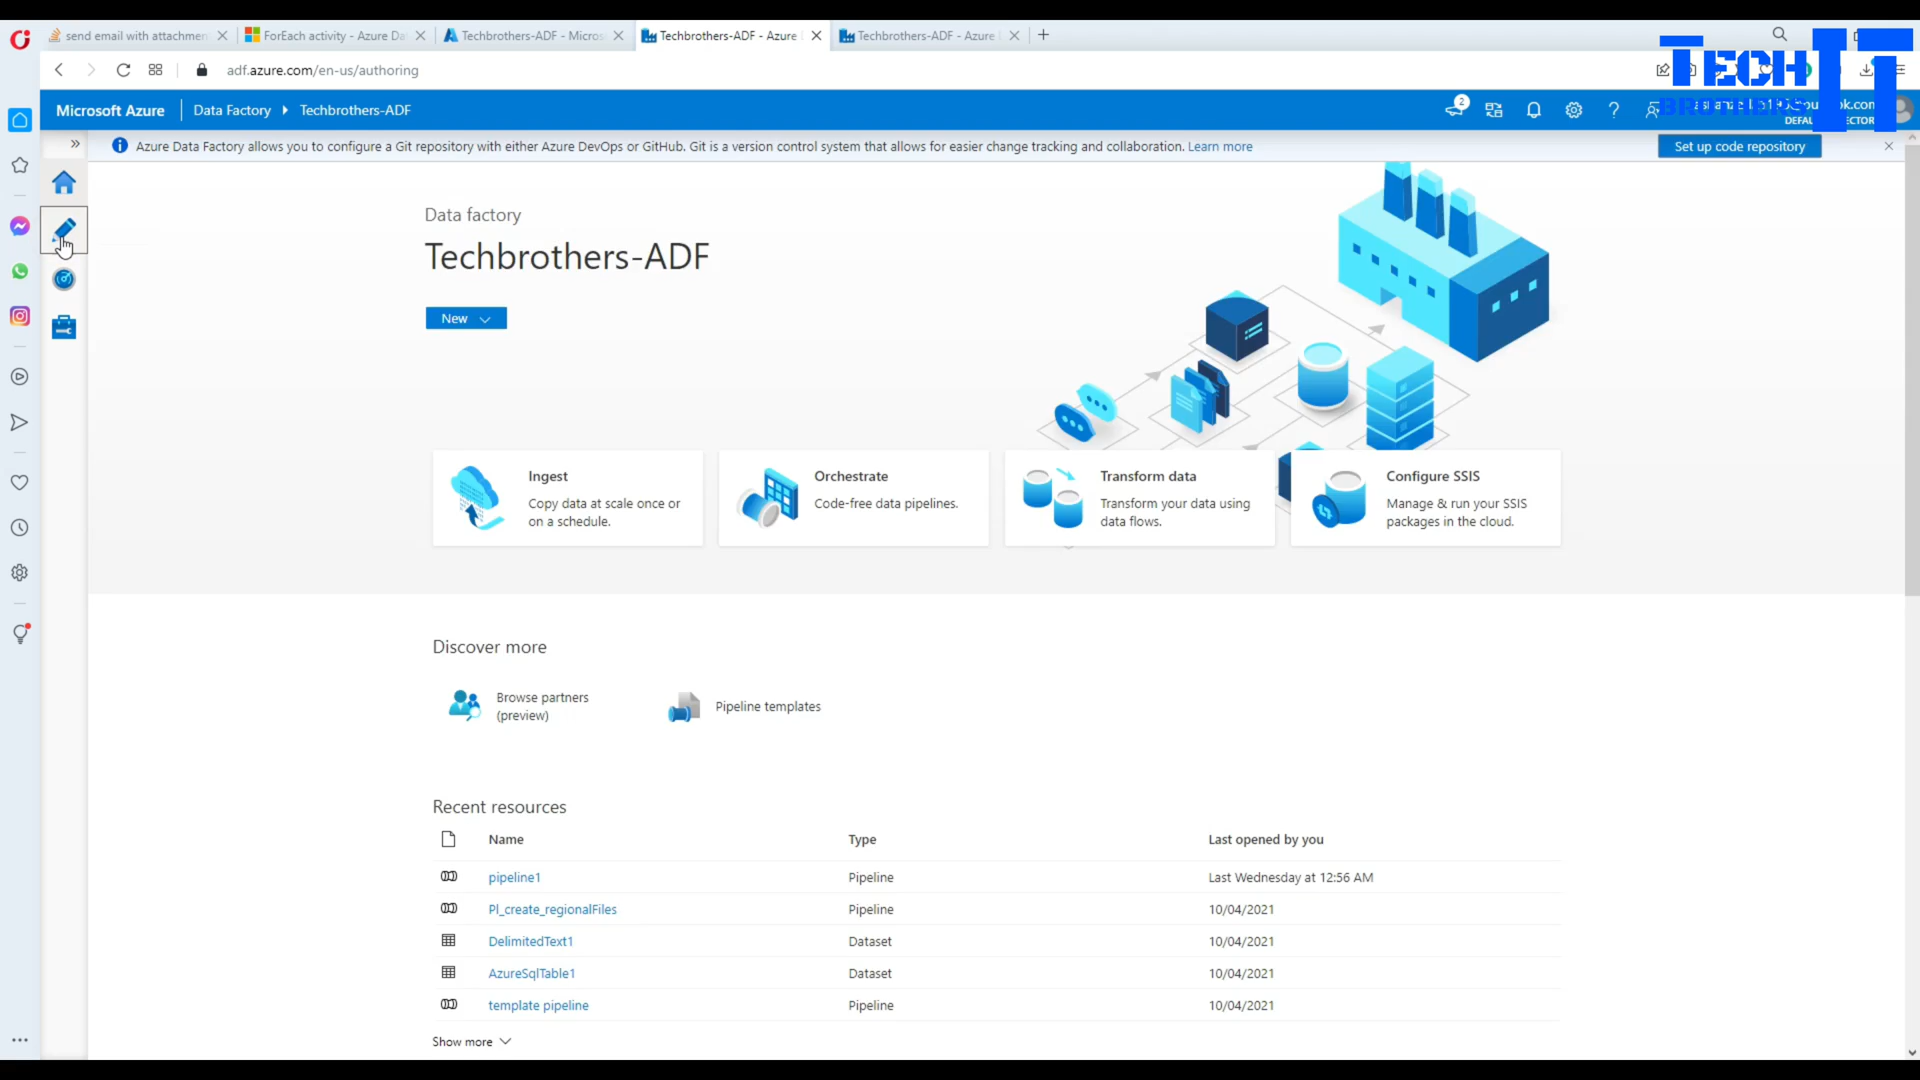 send email with attachmen
ForEach activity - Azure Da
Techbrothers-ADF - Micros
Techbrothers-ADF - Azure
Techbrothers-ADF - Azure
adf.azure.com/en-us/authoring
TECH IT
BROTHERS
Microsoft Azure
Data Factory
Techbrothers-ADF
2
Azure Data Factory allows you to configure a Git repository with either Azure DevOps or GitHub. Git is a version control system that allows for easier change tracking and collaboration. Learn more
Set up code repository
Data factory
Techbrothers-ADF
New
Ingest
Copy data at scale once or
on a schedule.
Orchestrate
Code-free data pipelines.
Transform data
Transform your data using
data flows.
Configure SSIS
Manage & run your SSIS
packages in the cloud.
Discover more
Browse partners
(preview)
Pipeline templates
Recent resources
Name Type Last opened by you
pipeline1 Pipeline Last Wednesday at 12:56 AM
Pl_create_regionalFiles Pipeline 10/04/2021
DelimitedText1 Dataset 10/04/2021
AzureSqlTable1 Dataset 10/04/2021
template pipeline Pipeline 10/04/2021
Show more